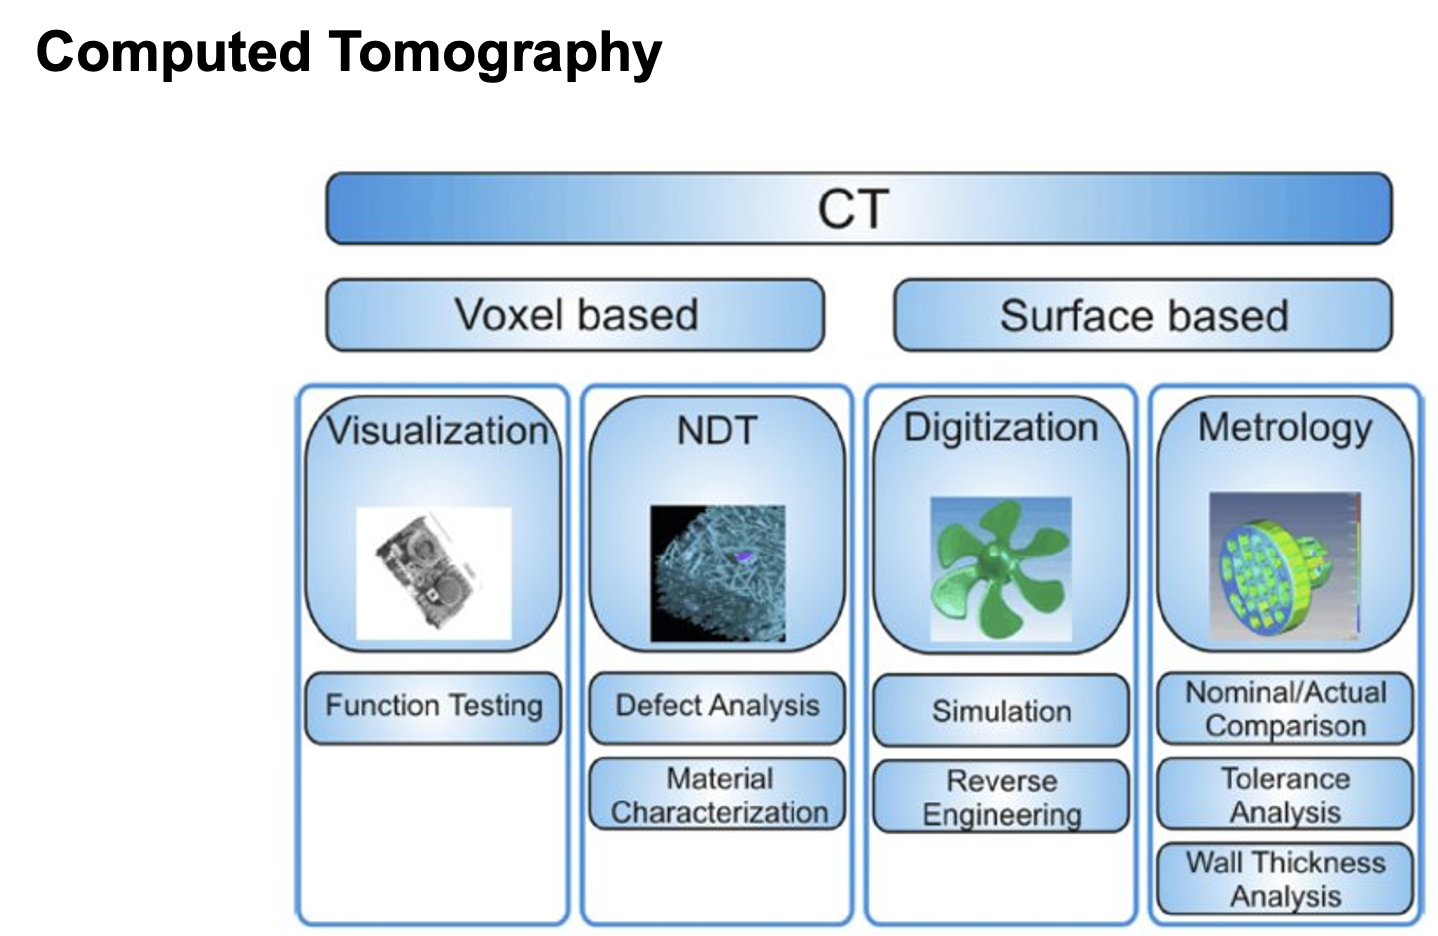 Computed Tomography
CT
Voxel based
Surface based
Visualization
NDT
Digitization
Metrology
Function Testing
Defect Analysis
Material
Characterization
Simulation
Reverse
Engineering
Nominal/Actual
Comparison
Tolerance
Analysis
Wall Thickness
Analysis